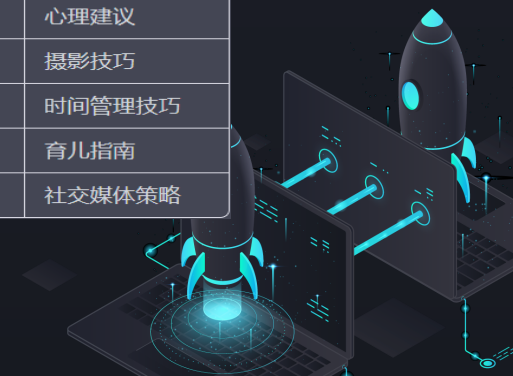 心理建议
摄影技巧
时间管理技巧
育儿指南
社交媒体策略